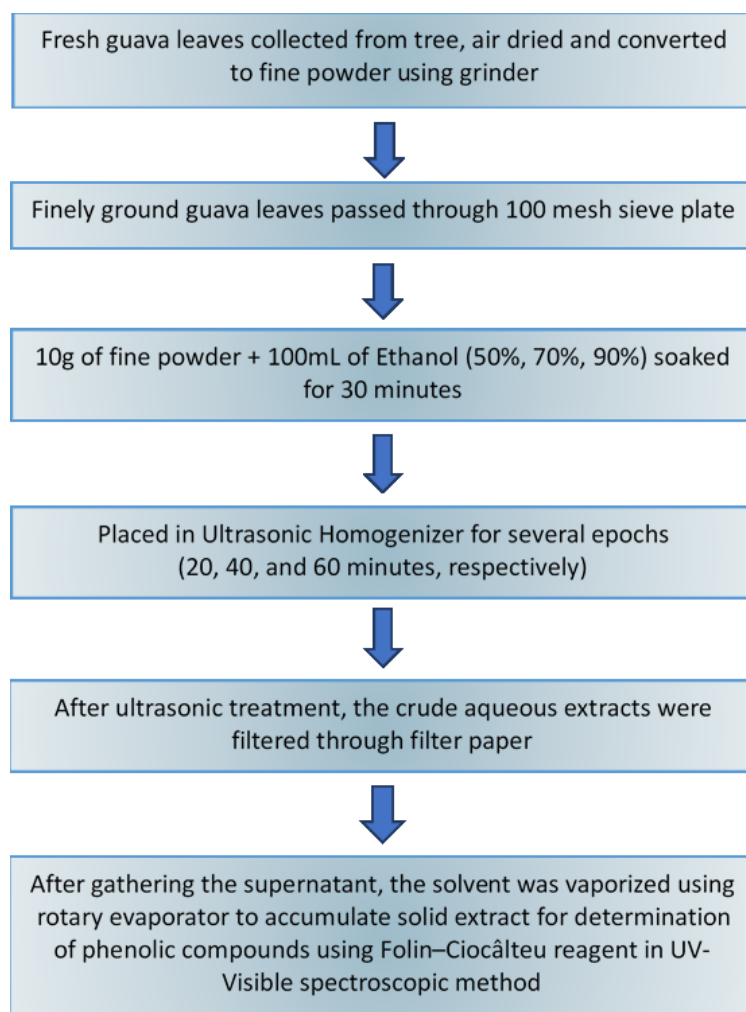 Fresh guava leaves collected from tree, air dried and converted
to fine powder using grinder
Finely ground guava leaves passed through 100 mesh sieve plate
10g of fine powder + 100mL of Ethanol (50%, 70%, 90%) soaked
for 30 minutes
Placed in Ultrasonic Homogenizer for several epochs
(20, 40, and 60 minutes, respectively)
After ultrasonic treatment, the crude aqueous extracts were
filtered through filter paper
After gathering the supernatant, the solvent was vaporized using
rotary evaporator to accumulate solid extract for determination
of phenolic compounds using Folin–Ciocâlteu reagent in UV-
Visible spectroscopic method